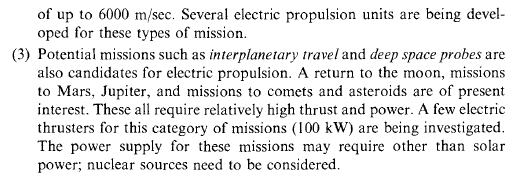 of up to 6000 m/sec. Several electric propulsion units are being devel-
oped for these types of mission.
(3) Potential missions such as interplanetary travel and deep space probes are
also candidates for electric propulsion. A return to the moon, missions
to Mars, Jupiter, and missions to comets and asteroids are of present
interest. These all require relatively high thrust and power. A few electric
thrusters for this category of missions (100 kW) are being investigated.
The power supply for these missions may require other than solar
power; nuclear sources need to be considered.